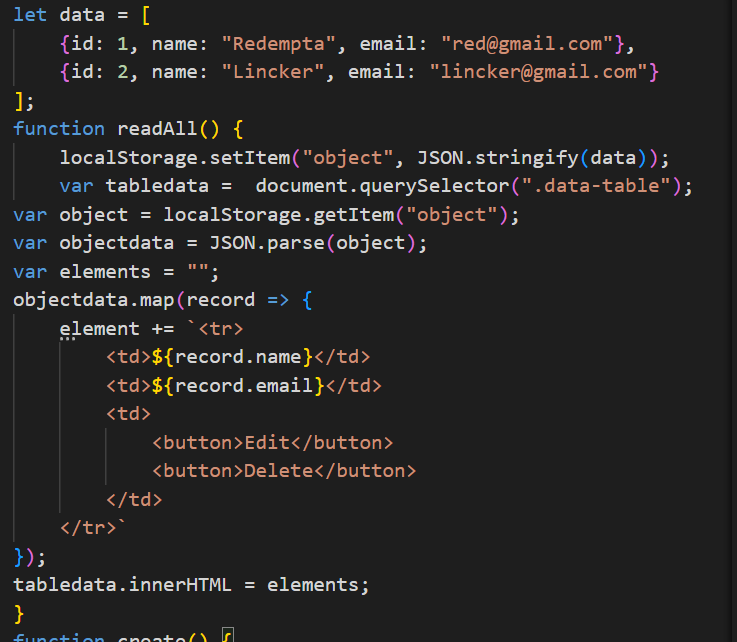 let data = [
    {id: 1, name: "Redempta", email: "red@gmail.com"},
    {id: 2, name: "Lincker", email: "lincker@gmail.com"}
];
function readAll() {
    localStorage.setItem("object", JSON.stringify(data));
    var tabledata =  document.querySelector(".data-table");
var object = localStorage.getItem("object");
var objectdata = JSON.parse(object);
var elements = "";
objectdata.map(record => {
    element += `<tr>
        <td>${record.name}</td>
        <td>${record.email}</td>
        <td>
            <button>Edit</button>
            <button>Delete</button>
        </td>
    </tr>`
});
tabledata.innerHTML = elements;
}
function create() {